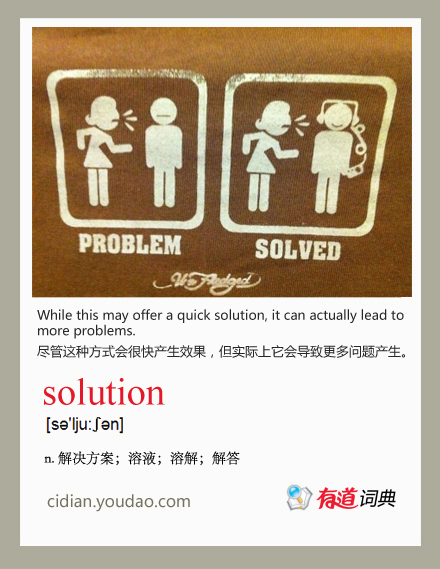 PROBLEM
SOLVED
While this may offer a quick solution, it can actually lead to
more problems.
尽管这种方式会很快产生效果，但实际上它会导致更多问题产生。
solution
[sə'lju:ʃən]
n. 解决方案；溶液；溶解；解答
cidian.youdao.com
有道词典